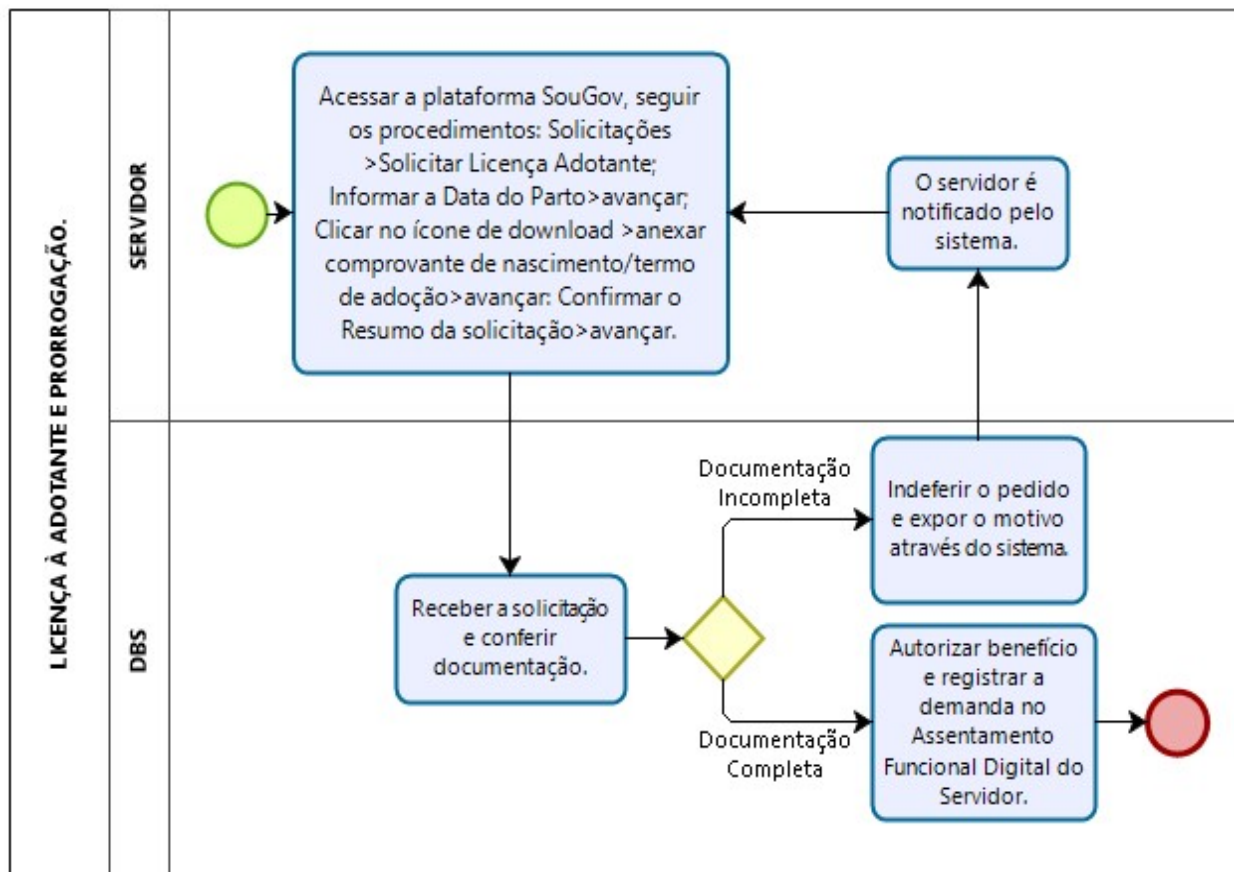 LICENÇA À ADOTANTE E PRORROGAÇÃO.
SERVIDOR
Acessar a plataforma SouGov, seguir
os procedimentos: Solicitações
>Solicitar Licença Adotante;
Informar a Data do Parto>avançar;
Clicar no ícone de download >anexar
comprovante de nascimento/termo
de adoção>avançar: Confirmar o
Resumo da solicitação>avançar.
O servidor é
notificado pelo
sistema.
DBS
Receber a solicitação
e conferir
documentação.
Documentação
Incompleta
Indeferir o pedido
e expor o motivo
através do sistema.
Documentação
Completa
Autorizar benefício
e registrar a
demanda no
Assentamento
Funcional Digital do
Servidor.